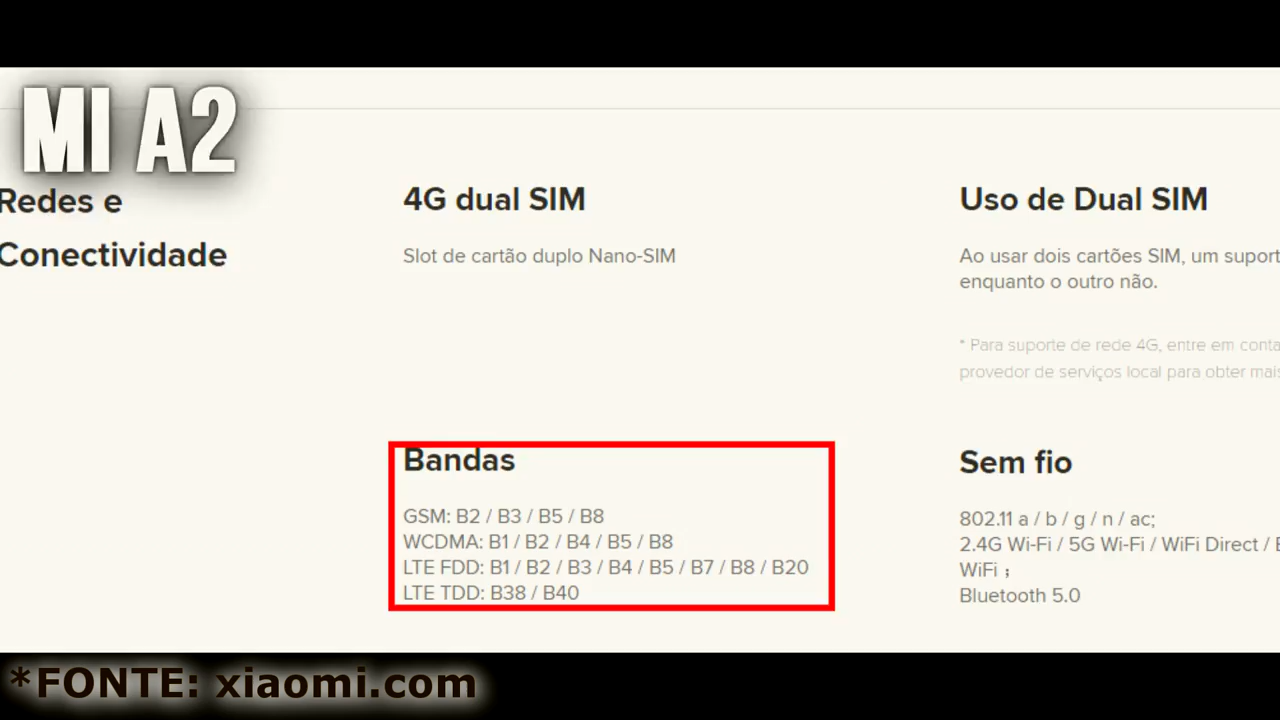 MI A2
Redes e
Conectividade
4G dual SIM
Slot de cartão duplo Nano-SIM
Uso de Dual SIM
Ao usar dois cartões SIM, um suport
enquanto o outro não.
* Para suporte de rede 4G, entre em conta
provedor de serviços local para obter mais
Bandas
GSM: B2 / B3 / B5 / B8
WCDMA: B1 / B2 / B4 / B5 / B8
LTE FDD: B1 / B2 / B3 / B4 / B5 / B7 / B8 / B20
LTE TDD: B38 / B40
Sem fio
802.11 a / b / g / n / ac;
2.4G Wi-Fi / 5G Wi-Fi / WiFi Direct /
WiFi ；
Bluetooth 5.0
*FONTE: xiaomi.com